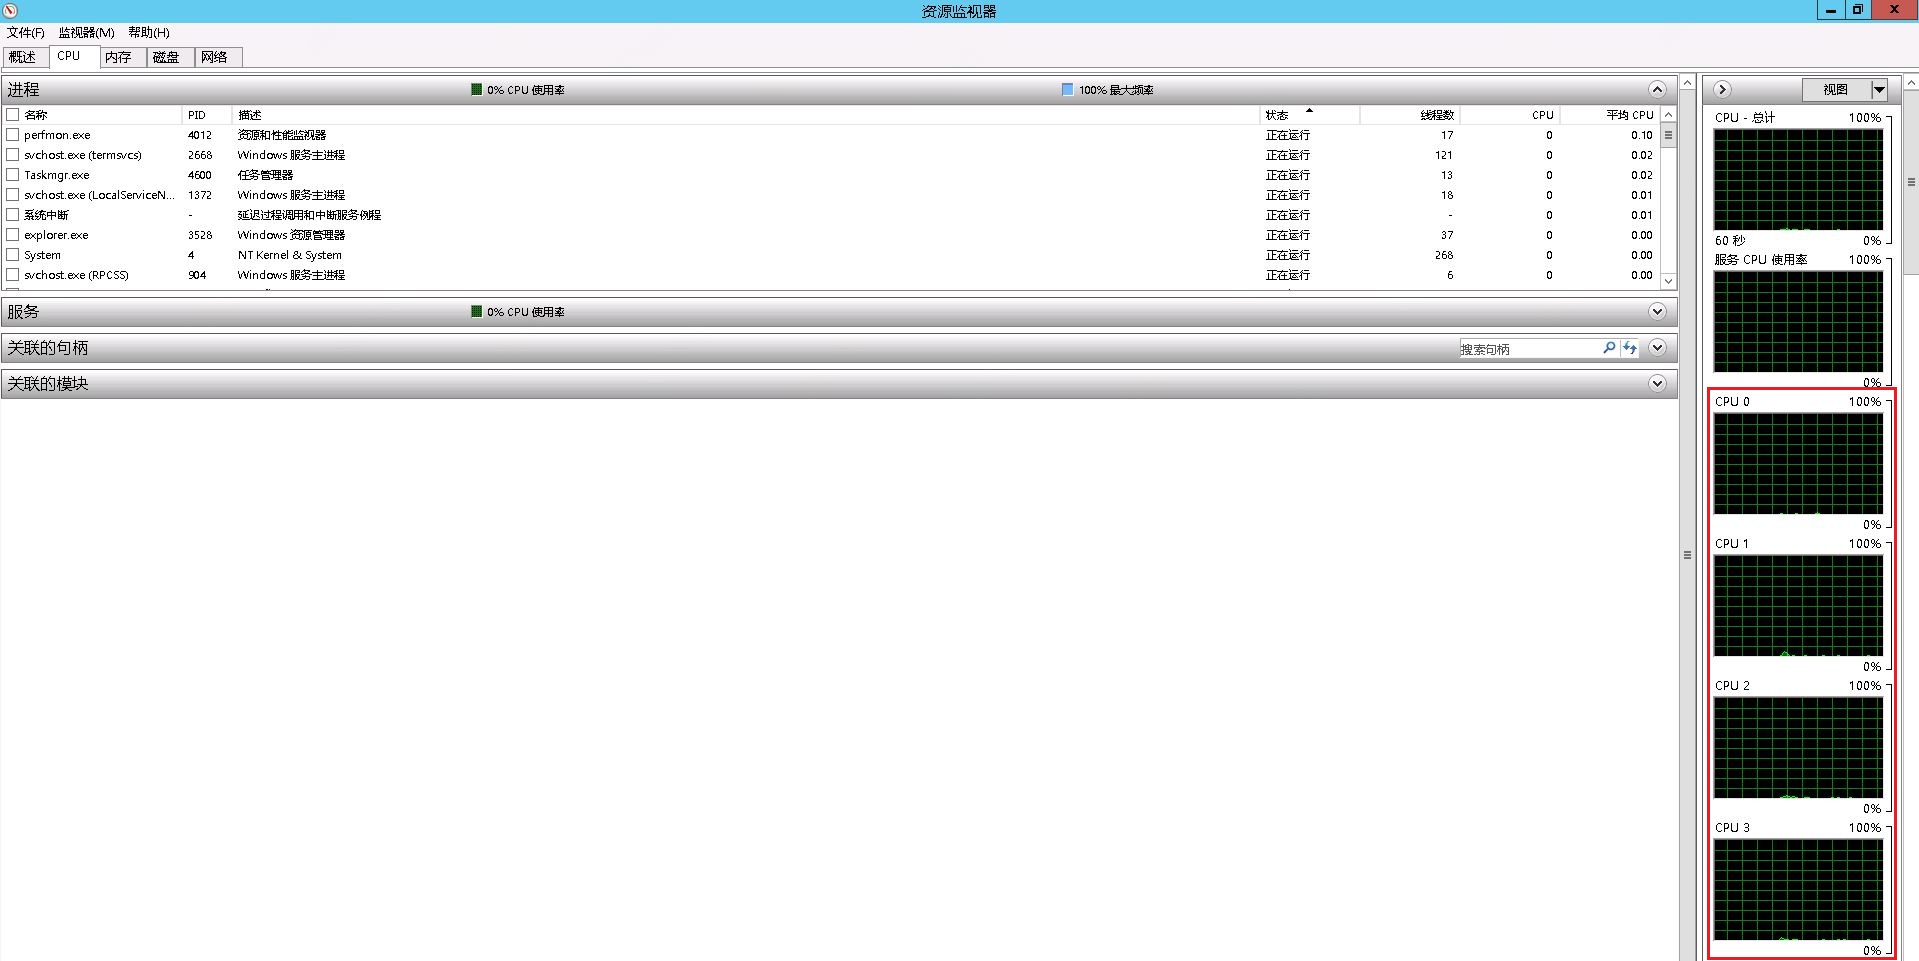 资源监视器
文件(F) 监视器(M) 帮助(H)
概述 CPU 内存 磁盘 网络
进程 0% CPU 使用率 100% 最大频率
名称 PID 描述 状态 线程数 CPU 平均 CPU
perfmon.exe 4012 资源和性能监视器 正在运行 17 0 0.10
svchost.exe (termsvcs) 2668 Windows 服务主进程 正在运行 121 0 0.02
Taskmgr.exe 4600 任务管理器 正在运行 13 0 0.02
svchost.exe (LocalServiceN... 1372 Windows 服务主进程 正在运行 18 0 0.01
系统中断 - 延迟过程调用和中断服务例程 正在运行 - 0 0.01
explorer.exe 3528 Windows 资源管理器 正在运行 37 0 0.00
System 4 NT Kernel & System 正在运行 268 0 0.00
svchost.exe (RPCSS) 904 Windows 服务主进程 正在运行 6 0 0.00
服务 0% CPU 使用率
关联的句柄 搜索句柄
关联的模块
视图
CPU - 总计 100%
60 秒 0%
服务 CPU 使用率 100%
0%
CPU 0 100%
0%
CPU 1 100%
0%
CPU 2 100%
0%
CPU 3 100%
0%